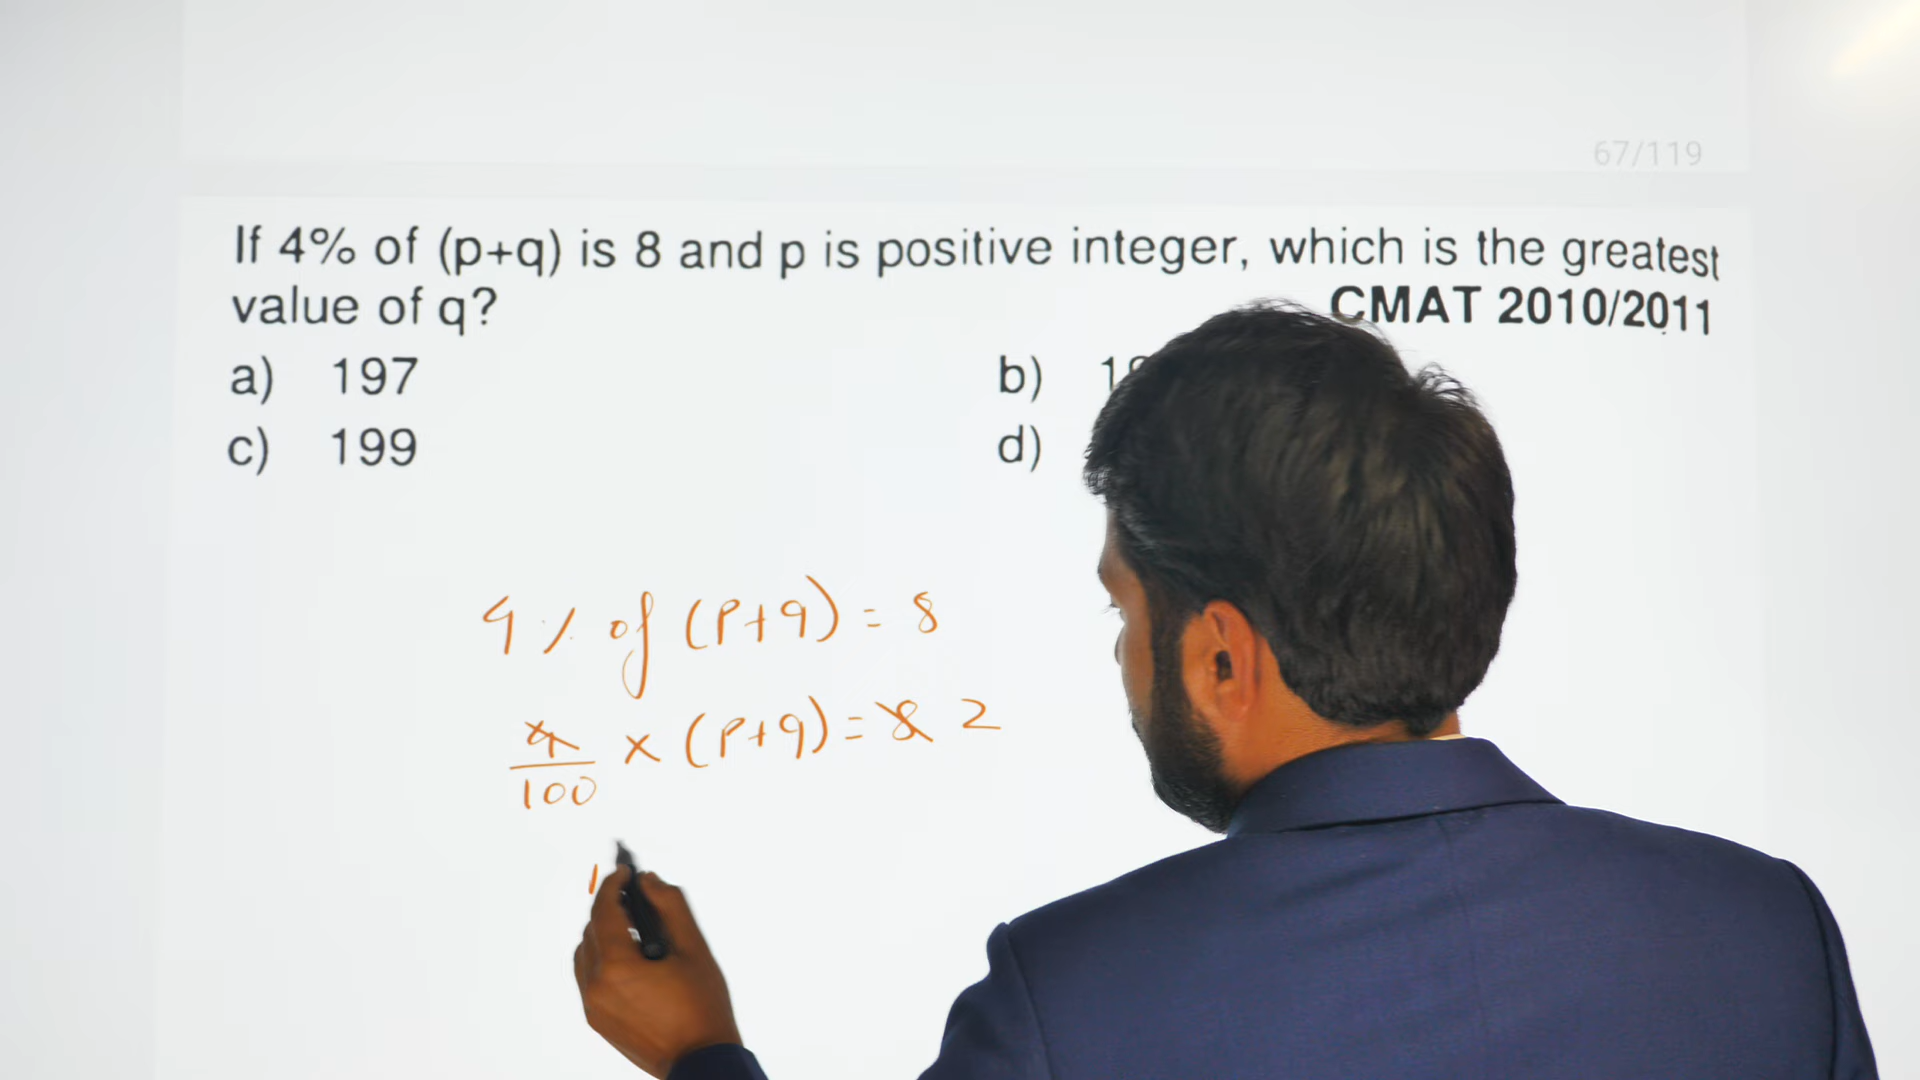 67/119
If 4% of (p+q) is 8 and p is positive integer, which is the greatest
value of q?
CMAT 2010/2011
a) 197
b)
c) 199
d)
4% of (P+q) = 8
4/100 × (P+q) = 8 2